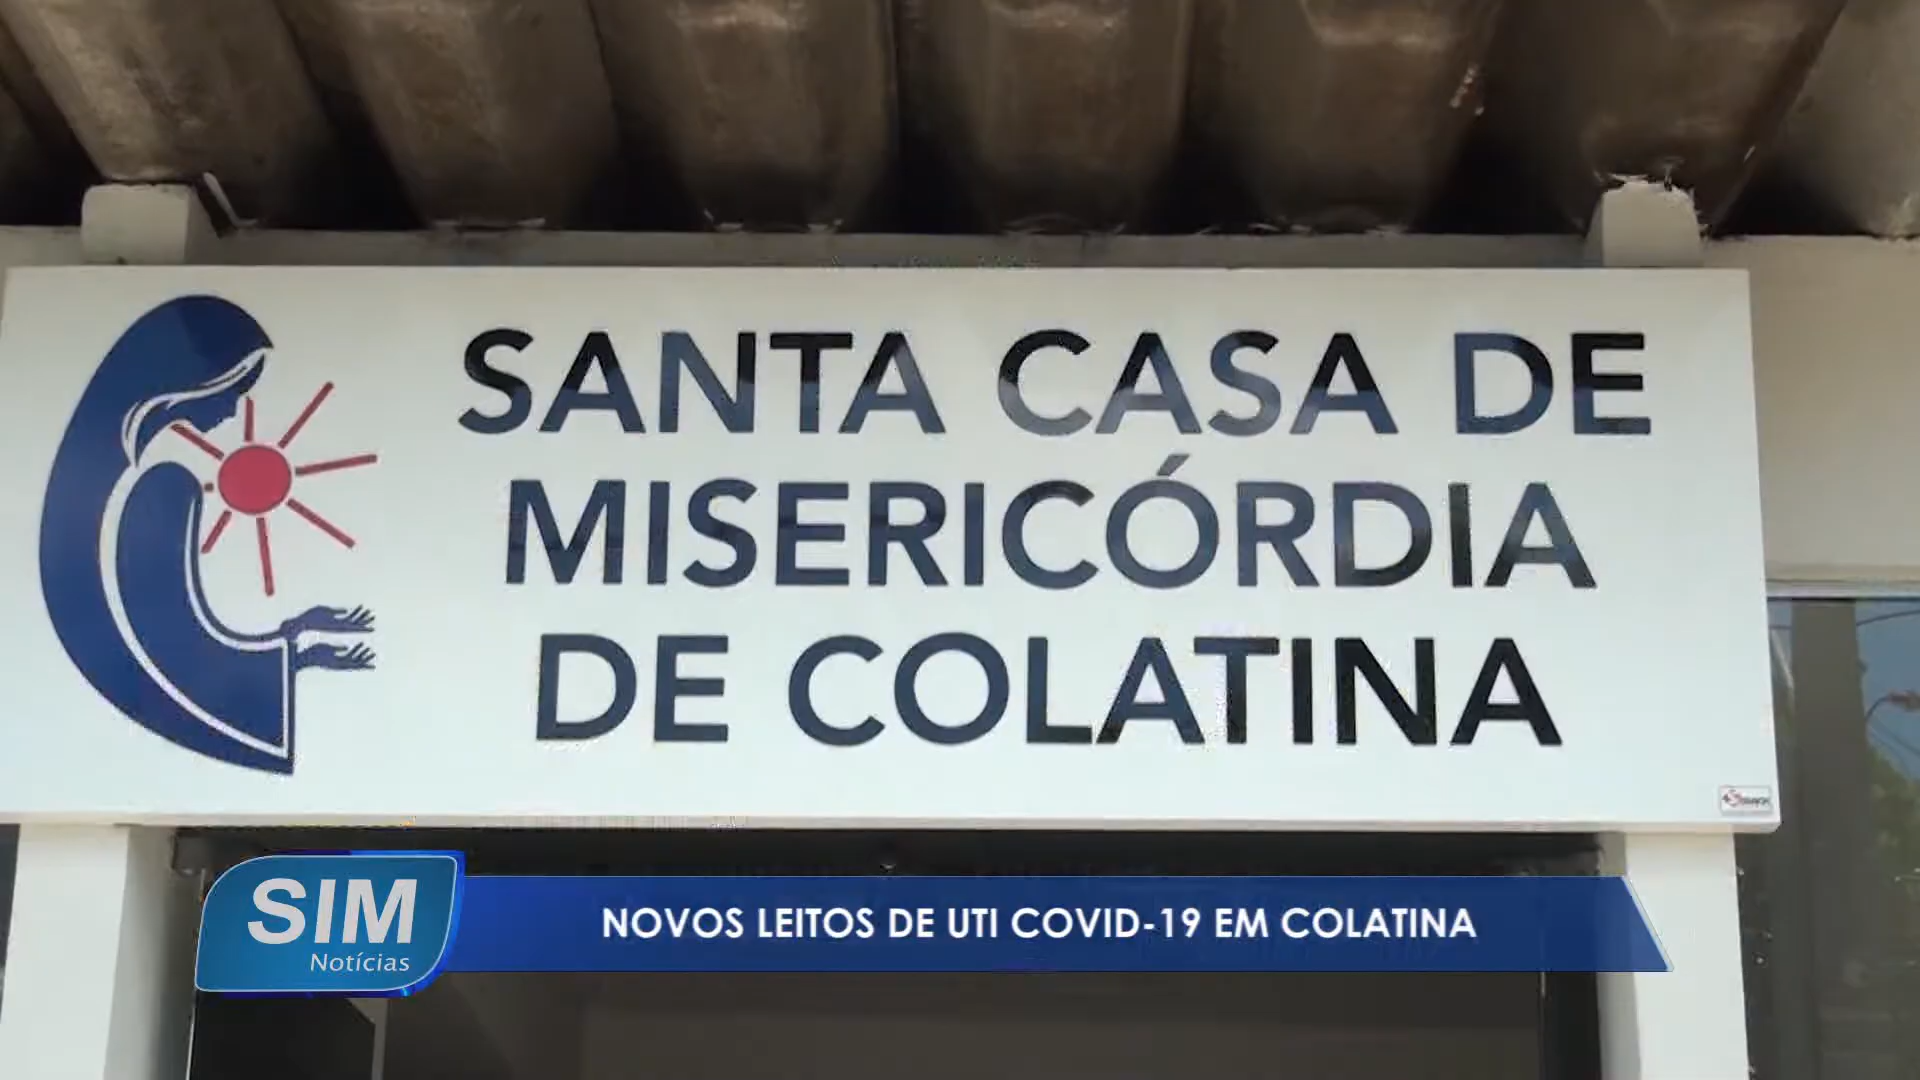 SANTA CASA DE
MISERICÓRDIA
DE COLATINA
SIM
Notícias
NOVOS LEITOS DE UTI COVID-19 EM COLATINA